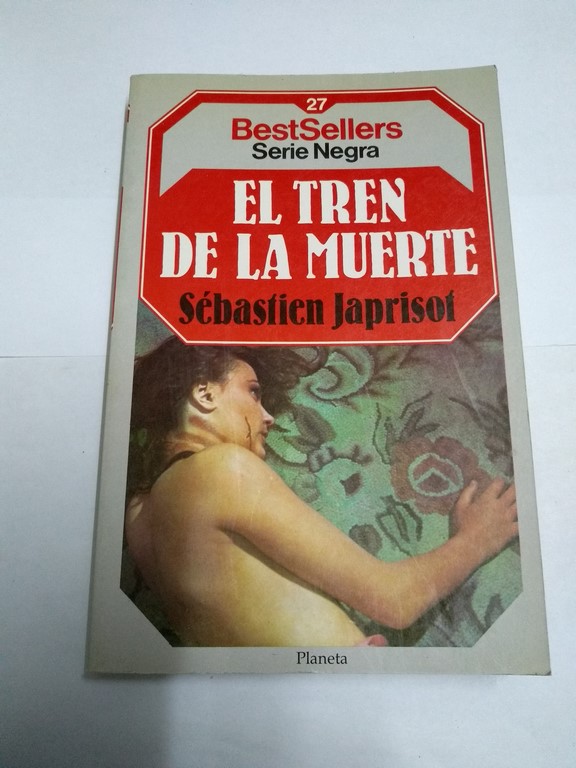 27
BestSellers
Serie Negra
EL TREN
DE LA MUERTE
Sébastien Japrisot
Planeta